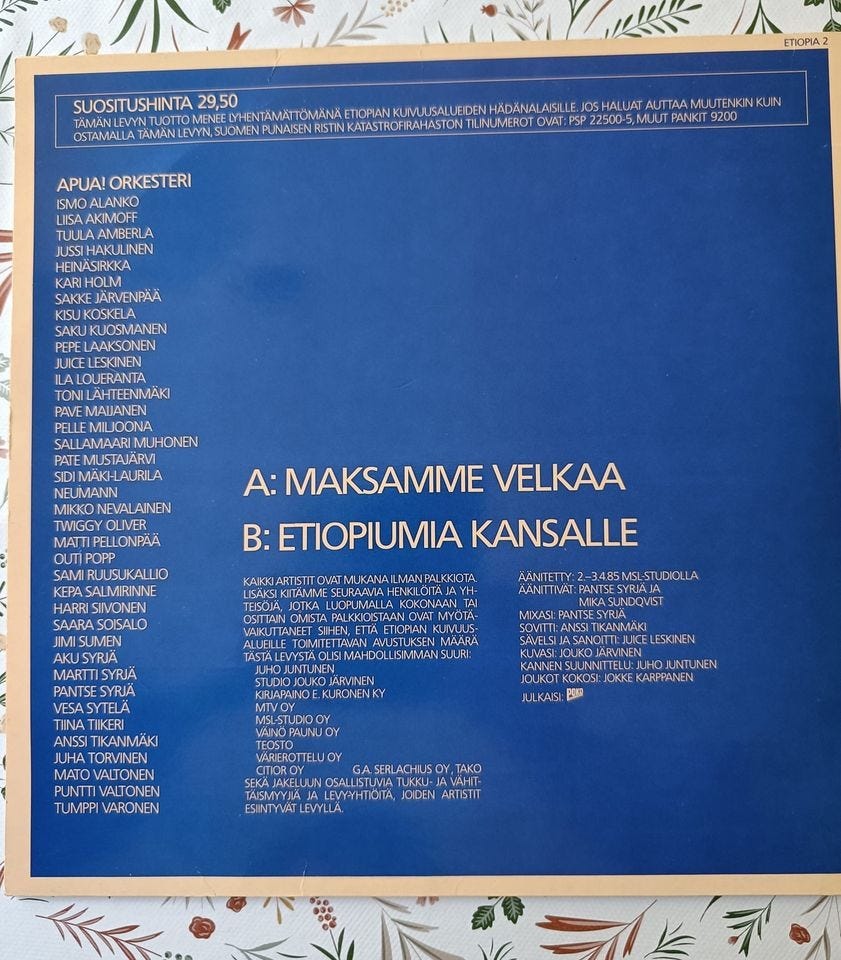 ETIOPIA 2
SUOSITUSHINTA 29,50
TÄMÄN LEVYN TUOTTO MENEE LYHENTÄMÄTTÖMÄNÄ ETIOPIAN KUIVUUSALUEIDEN HÄDÄNALAISILLE. JOS HALUAT AUTTAA MUUTENKIN KUIN
OSTAMALLA TÄMÄN LEVYN, SUOMEN PUNAISEN RISTIN KATASTROFIRAHASTON TILINUMEROT OVAT: PSP 22500-5, MUUT PANKIT 9200
APUA! ORKESTERI
ISMO ALANKO
LIISA AKIMOFF
TUULA AMBERLA
JUSSI HAKULINEN
HEINÄSIRKKA
KARI HOLM
SAKKE JÄRVENPÄÄ
KISU KOSKELA
SAKU KUOSMANEN
PEPE LAAKSONEN
JUICE LESKINEN
ILA LOUERANTA
TONI LÄHTEENMÄKI
PAVE MAIJANEN
PELLE MILJOONA
SALLAMAARI MUHONEN
PATE MUSTAJÄRVI
SIDI MÄKI-LAURILA
NEUMANN
MIKKO NEVALAINEN
TWIGGY OLIVER
MATTI PELLONPÄÄ
OUTI POPP
SAMI RUUSUKALLIO
KEPA SALMIRINNE
HARRI SIIVONEN
SAARA SOISALO
JIMI SUMEN
AKU SYRJÄ
MARTTI SYRJÄ
PANTSE SYRJÄ
VESA SYTELÄ
TIINA TIIKERI
ANSSI TIKANMÄKI
JUHA TORVINEN
MATO VALTONEN
PUNTTI VALTONEN
TUMPPI VARONEN
A: MAKSAMME VELKAA
B: ETIOPIUMIA KANSALLE
KAIKKI ARTISTIT OVAT MUKANA ILMAN PALKKIOTA.
LISÄKSI KIITÄMME SEURAAVIA HENKILÖITÄ JA YH-
TEISÖJÄ, JOTKA LUOPUMALLA KOKONAAN TAI
OSITTAIN OMISTA PALKKIOISTAAN OVAT MYÖTÄ-
VAIKUTTANEET SIIHEN, ETTÄ ETIOPIAN KUIVUUS-
ALUEILLE TOIMITETTAVAN AVUSTUKSEN MÄÄRÄ
TÄSTÄ LEVYSTÄ OLISI MAHDOLLISIMMAN SUURI:
JUHO JUNTUNEN
STUDIO JOUKO JÄRVINEN
KIRJAPAINO E. KURONEN KY
MTV OY
MSL-STUDIO OY
VÄINÖ PAUNU OY
TEOSTO
VÄRIEROTTELU OY
CITIOR OY G.A. SERLACHIUS OY, TAKO
SEKÄ JAKELUUN OSALLISTUVIA TUKKU- JA VÄHIT-
TÄISMYYJIÄ JA LEVY-YHTIÖITÄ, JOIDEN ARTISTIT
ESIINTYVÄT LEVYLLÄ.
ÄÄNITETTY: 2.–3.4.85 MSL-STUDIOLLA
ÄÄNITTIVÄT: PANTSE SYRJÄ JA
MIKA SUNDQVIST
MIXASI: PANTSE SYRJÄ
SOVITTI: ANSSI TIKANMÄKI
SÄVELSI JA SANOITTI: JUICE LESKINEN
KUVASI: JOUKO JÄRVINEN
KANNEN SUUNNITTELU: JUHO JUNTUNEN
JOUKOT KOKOSI: JOKKE KARPPANEN
JULKAISI: POKO